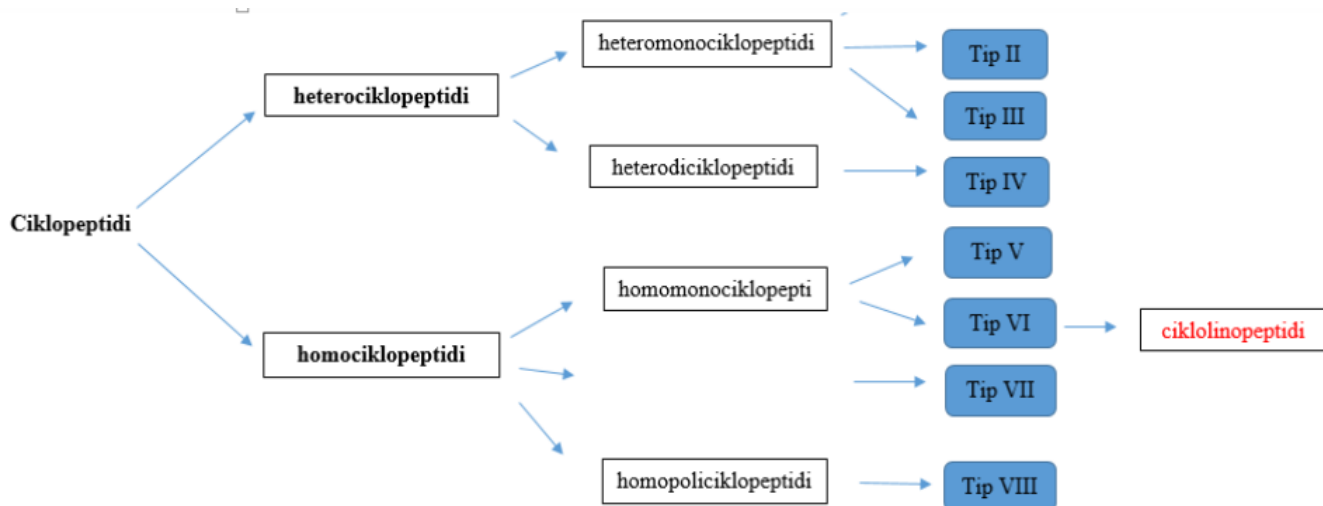 heteromonociklopeptidi
Tip II
heterociklopeptidi
Tip III
heterodiciklopeptidi
Tip IV
Ciklopeptidi
Tip V
homomonociklopepti
Tip VI
ciklolinopeptidi
homociklopeptidi
Tip VII
homopoliciklopeptidi
Tip VIII